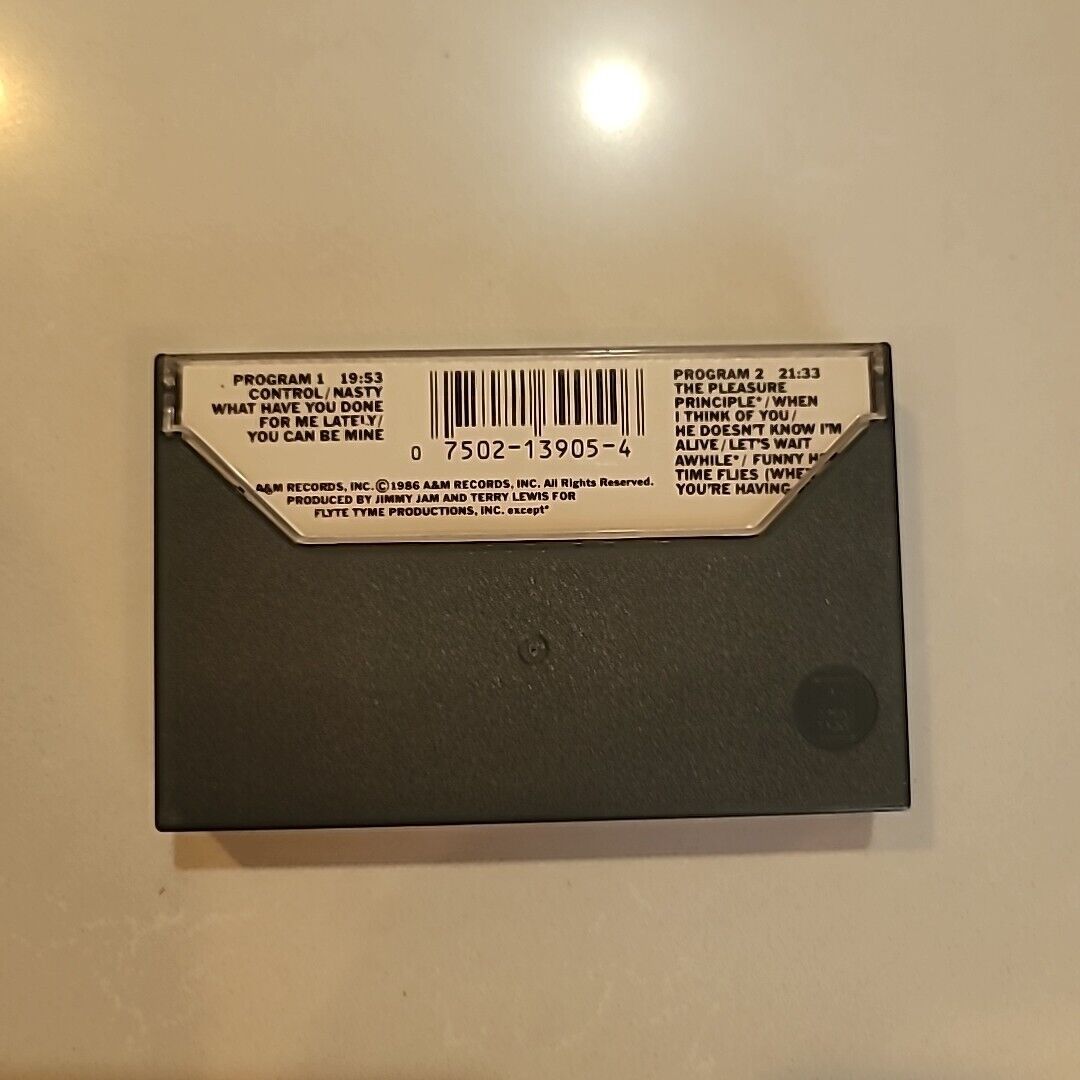 PROGRAM 1 19:53
CONTROL/NASTY
WHAT HAVE YOU DONE
FOR ME LATELY/
YOU CAN BE MINE
0 7502-13905-4
A&M RECORDS, INC. ©1986 A&M RECORDS, INC. All Rights Reserved.
PRODUCED BY JIMMY JAM AND TERRY LEWIS FOR
FLYTE TYME PRODUCTIONS, INC. except*
PROGRAM 2 21:33
THE PLEASURE
PRINCIPLE*/WHEN
I THINK OF YOU/
HE DOESN'T KNOW I'M
ALIVE/LET'S WAIT
AWHILE*/FUNNY
TIME FLIES
YOU'RE HAVING